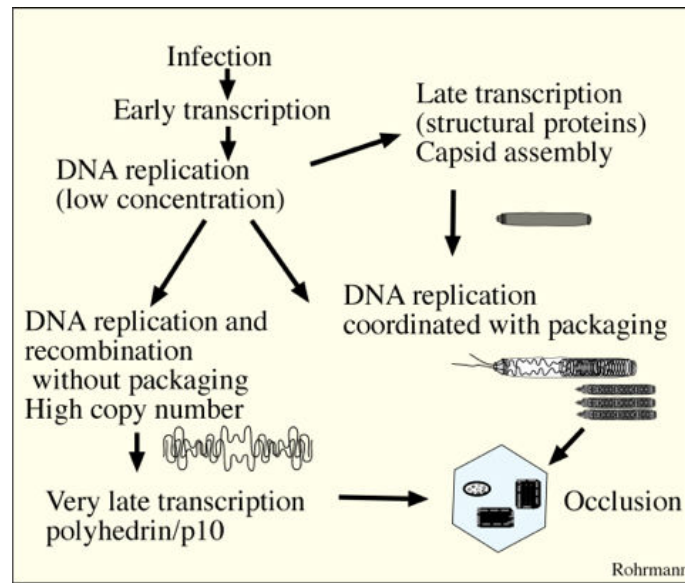 Infection
Early transcription
DNA replication
(low concentration)
Late transcription
(structural proteins)
Capsid assembly
DNA replication and
recombination
without packaging
High copy number
DNA replication
coordinated with packaging
Very late transcription
polyhedrin/p10
Occlusion
Rohrmann